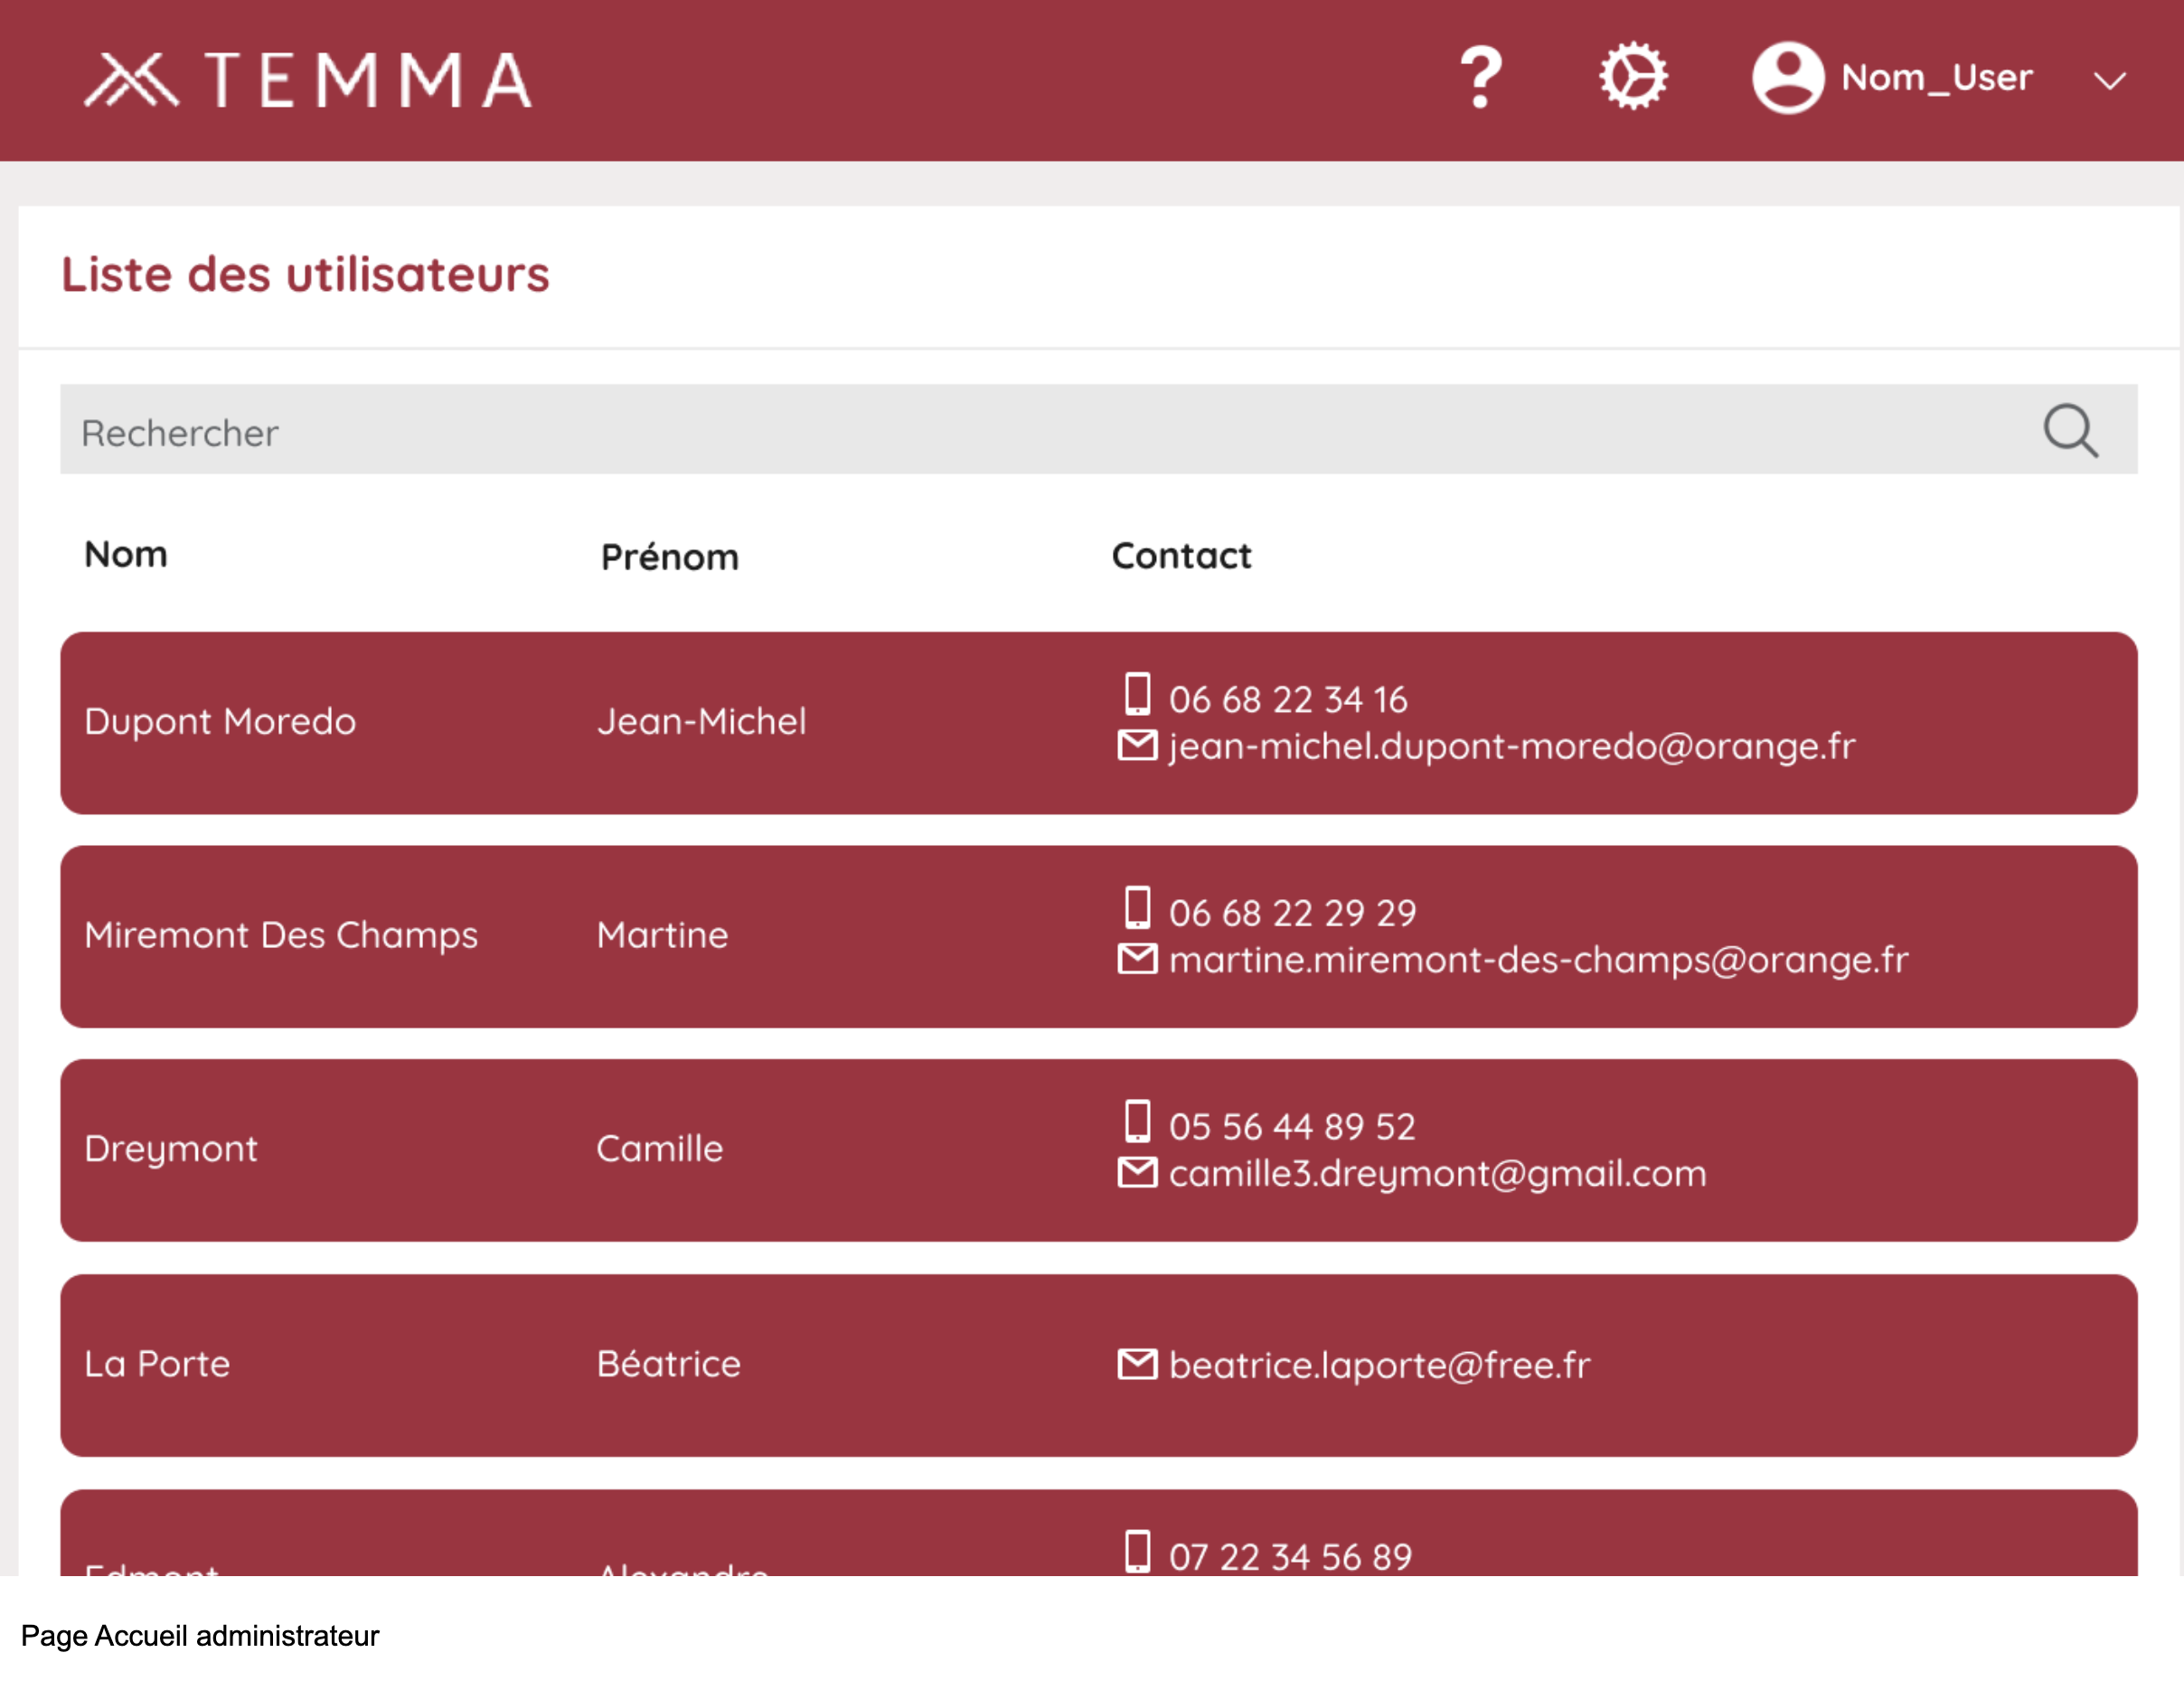 TEMMA
? Nom_User
Liste des utilisateurs
Rechercher
Nom Prénom Contact
Dupont Moredo Jean-Michel
06 68 22 34 16
jean-michel.dupont-moredo@orange.fr
Miremont Des Champs Martine
06 68 22 29 29
martine.miremont-des-champs@orange.fr
Dreymont Camille
05 56 44 89 52
camille3.dreymont@gmail.com
La Porte Béatrice
beatrice.laporte@free.fr
07 22 34 56 89
Edmont Alexandre
Page Accueil administrateur